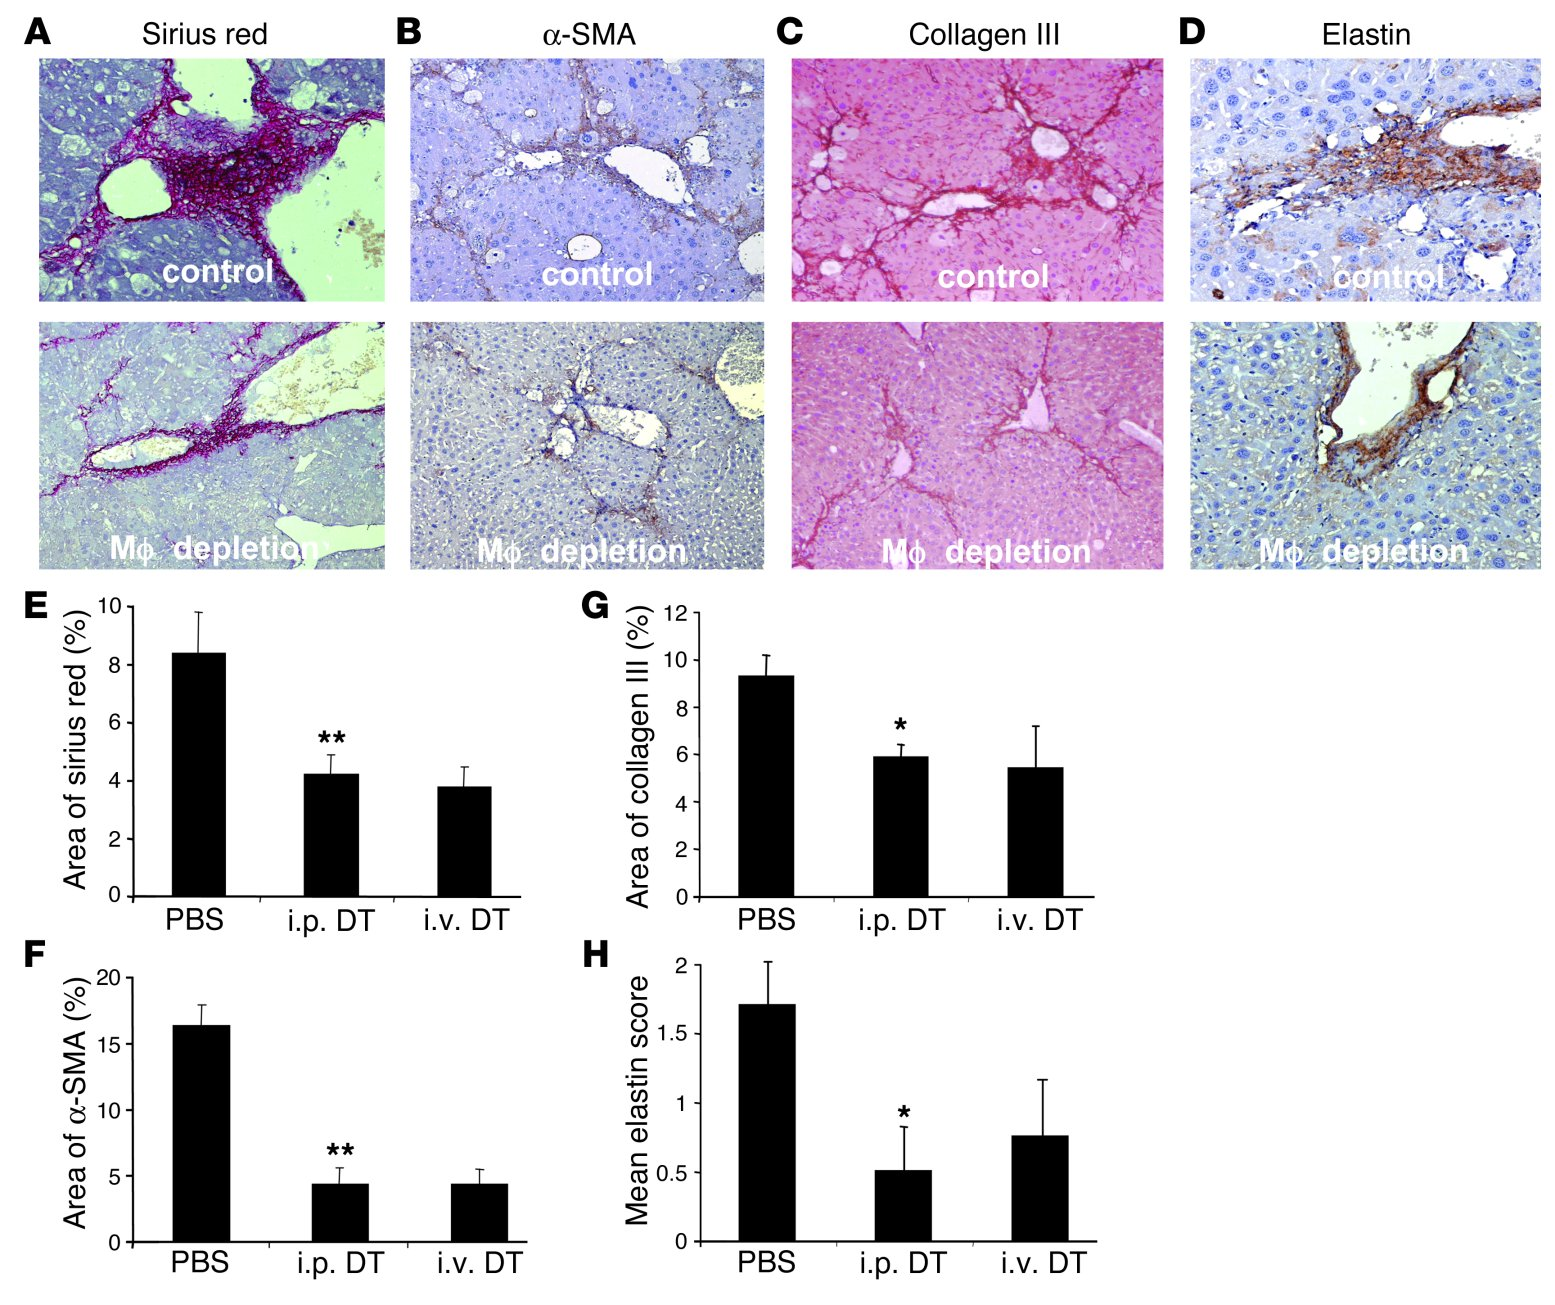 A Sirius red B α-SMA C Collagen III D Elastin
control control control control
Mϕ depletion Mϕ depletion Mϕ depletion Mϕ depletion
E
Area of sirius red (%)
10
8
6
4
2
0
**
PBS i.p. DT i.v. DT
G
Area of collagen III (%)
12
10
8
6
4
2
0
*
PBS i.p. DT i.v. DT
F
Area of α-SMA (%)
20
15
10
5
0
**
PBS i.p. DT i.v. DT
H
Mean elastin score
2
1.5
1
0.5
0
*
PBS i.p. DT i.v. DT